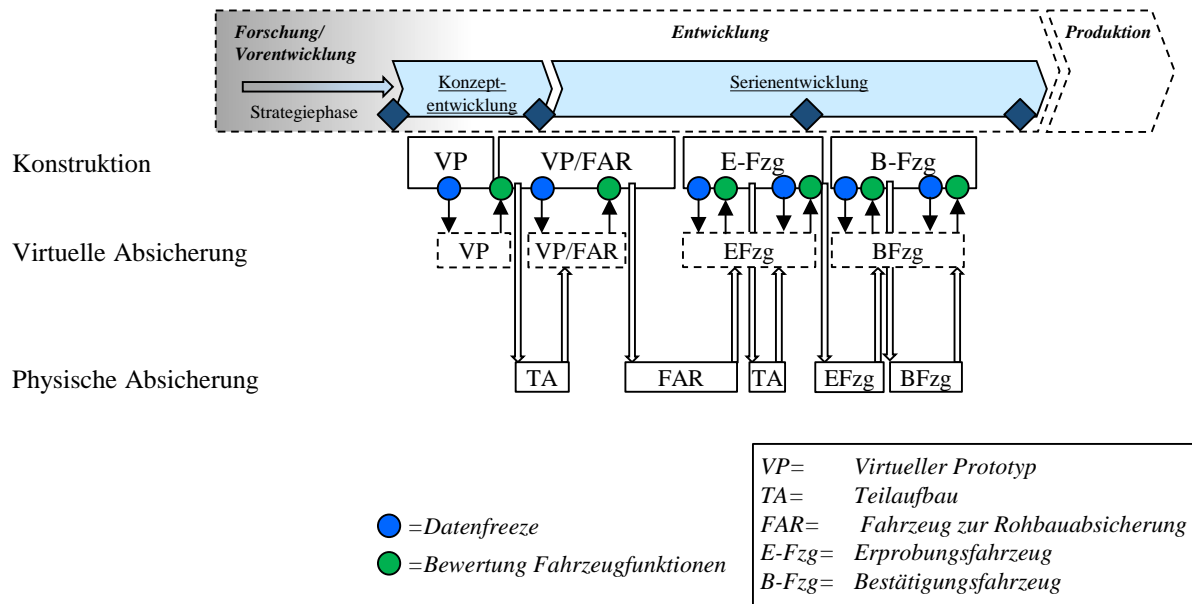 Forschung/
Vorentwicklung
Entwicklung
Produktion
Konzept-
entwicklung
Serienentwicklung
Strategiephase
Konstruktion
VP
VP/FAR
E-Fzg
B-Fzg
Virtuelle Absicherung
VP
VP/FAR
EFzg
BFzg
Physische Absicherung
TA
FAR
TA
EFzg
BFzg
=Datenfreeze
=Bewertung Fahrzeugfunktionen
VP= Virtueller Prototyp
TA= Teilaufbau
FAR= Fahrzeug zur Rohbauabsicherung
E-Fzg= Erprobungsfahrzeug
B-Fzg= Bestätigungsfahrzeug